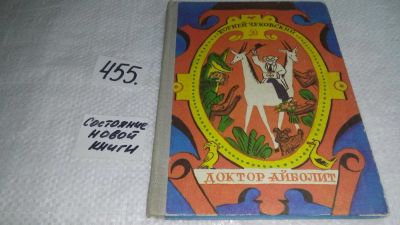 455.
СОСТОЯНИЕ
НОВОЙ
КНИГИ
КОРНЕЙ ЧУКОВСКИЙ
ДОКТОР АЙБОЛИТ